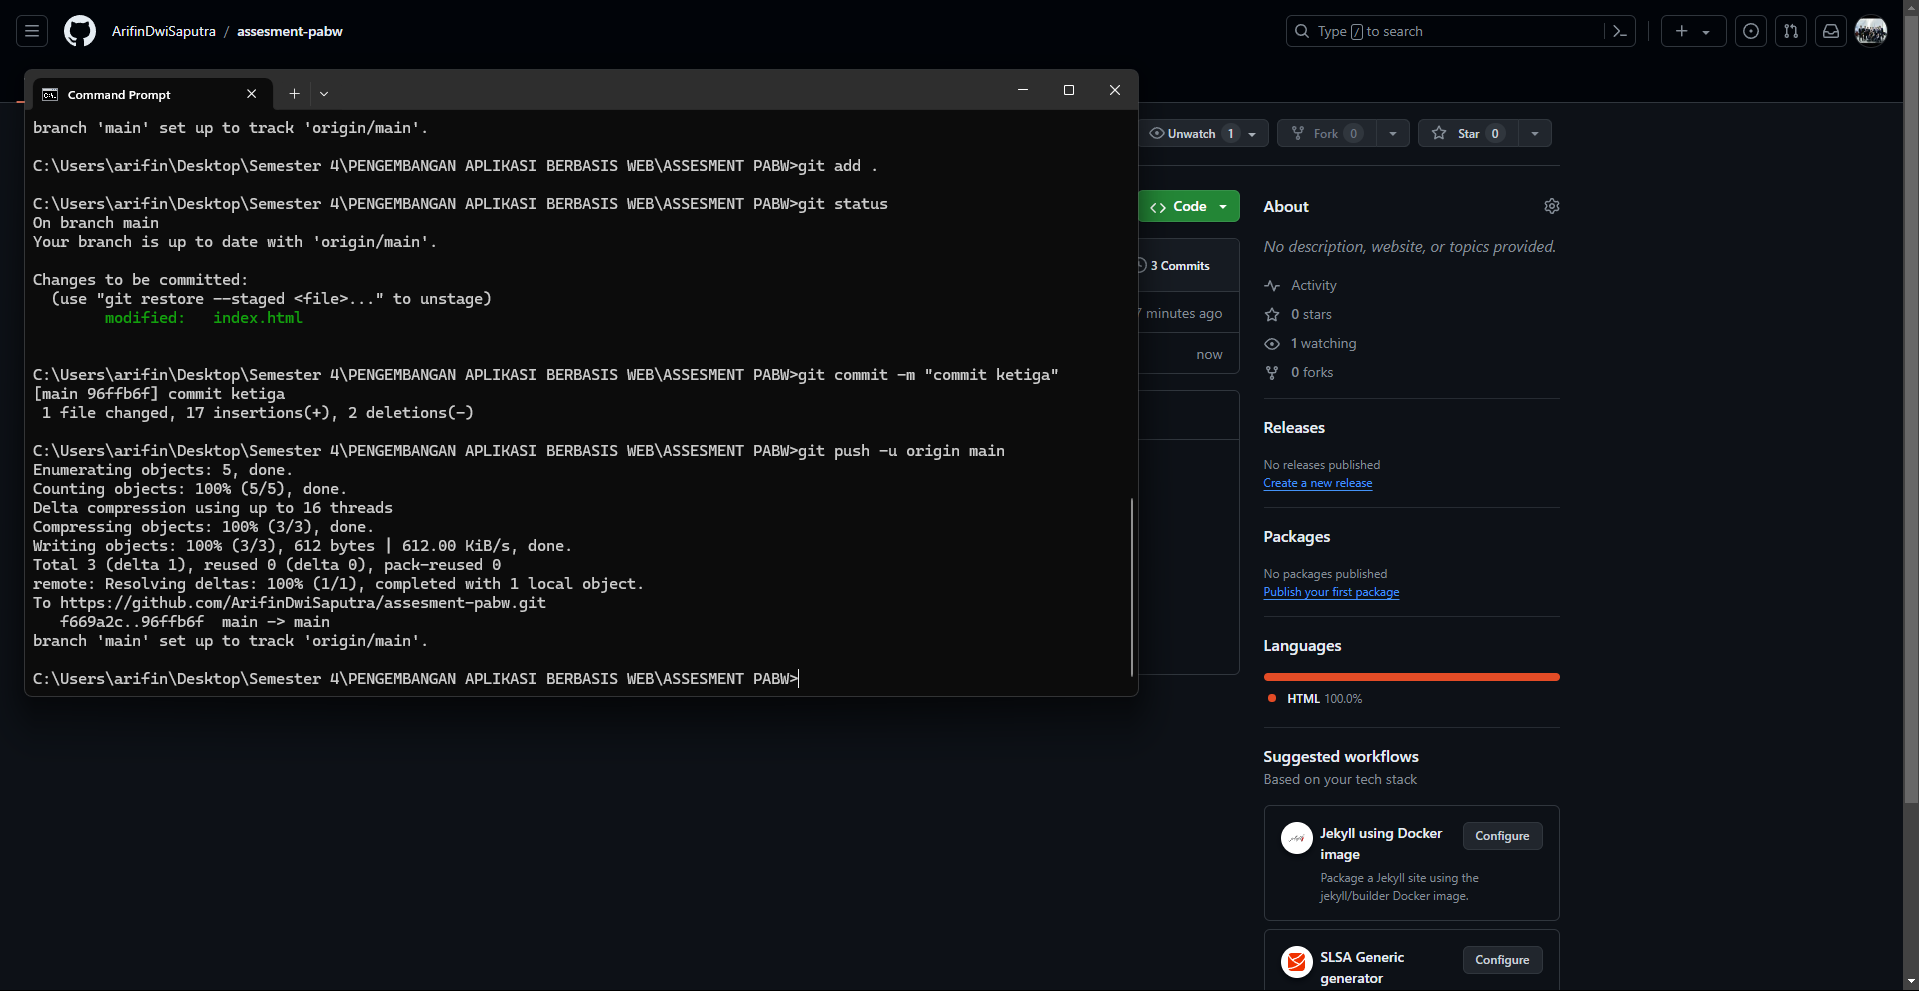 ArifinDwiSaputra / assesment-pabw
Type / to search
Command Prompt
branch 'main' set up to track 'origin/main'.
C:\Users\arifin\Desktop\Semester 4\PENGEMBANGAN APLIKASI BERBASIS WEB\ASSESMENT PABW>git add .
C:\Users\arifin\Desktop\Semester 4\PENGEMBANGAN APLIKASI BERBASIS WEB\ASSESMENT PABW>git status
On branch main
Your branch is up to date with 'origin/main'.
Changes to be committed:
(use "git restore --staged <file>..." to unstage)
modified: index.html
C:\Users\arifin\Desktop\Semester 4\PENGEMBANGAN APLIKASI BERBASIS WEB\ASSESMENT PABW>git commit -m "commit ketiga"
[main 96ffb6f] commit ketiga
1 file changed, 17 insertions(+), 2 deletions(-)
C:\Users\arifin\Desktop\Semester 4\PENGEMBANGAN APLIKASI BERBASIS WEB\ASSESMENT PABW>git push -u origin main
Enumerating objects: 5, done.
Counting objects: 100% (5/5), done.
Delta compression using up to 16 threads
Compressing objects: 100% (3/3), done.
Writing objects: 100% (3/3), 612 bytes | 612.00 KiB/s, done.
Total 3 (delta 1), reused 0 (delta 0), pack-reused 0
remote: Resolving deltas: 100% (1/1), completed with 1 local object.
To https://github.com/ArifinDwiSaputra/assesment-pabw.git
f669a2c..96ffb6f main -> main
branch 'main' set up to track 'origin/main'.
C:\Users\arifin\Desktop\Semester 4\PENGEMBANGAN APLIKASI BERBASIS WEB\ASSESMENT PABW>
Unwatch 1
Fork 0
Star 0
Code
3 Commits
7 minutes ago
now
About
No description, website, or topics provided.
Activity
0 stars
1 watching
0 forks
Releases
No releases published
Create a new release
Packages
No packages published
Publish your first package
Languages
HTML 100.0%
Suggested workflows
Based on your tech stack
Jekyll using Docker
image
Configure
Package a Jekyll site using the
jekyll/builder Docker image.
SLSA Generic
generator
Configure